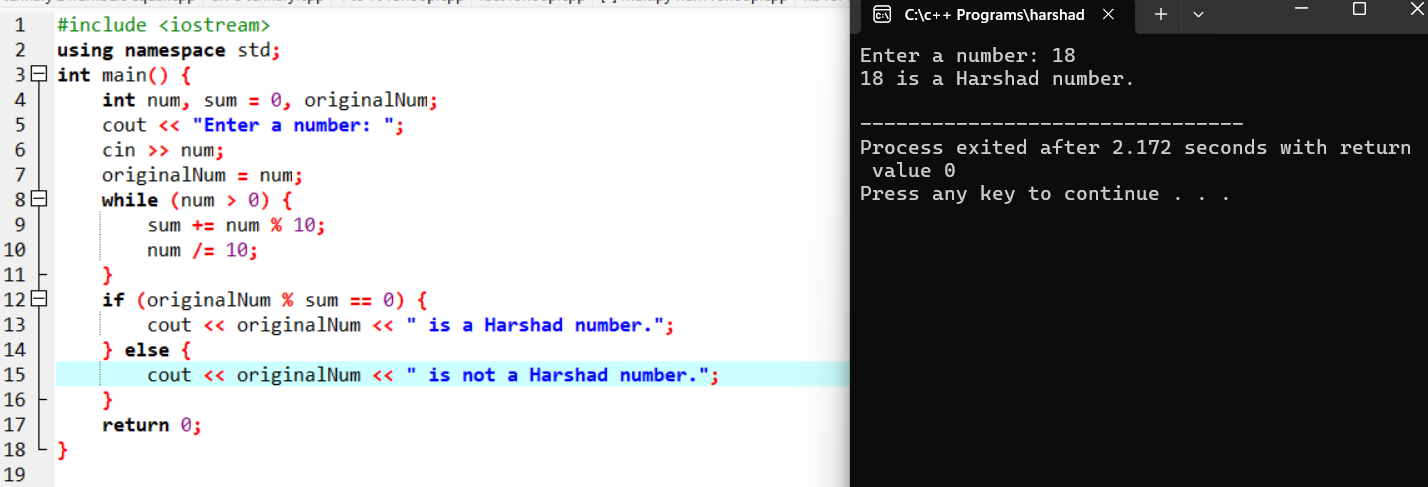 1 #include <iostream>
2 using namespace std;
3 int main() {
4 int num, sum = 0, originalNum;
5 cout << "Enter a number: ";
6 cin >> num;
7 originalNum = num;
8 while (num > 0) {
9 sum += num % 10;
10 num /= 10;
11 }
12 if (originalNum % sum == 0) {
13 cout << originalNum << " is a Harshad number.";
14 } else {
15 cout << originalNum << " is not a Harshad number.";
16 }
17 return 0;
18 }
19
C:\c++ Programs\harshad
Enter a number: 18
18 is a Harshad number.
--------------------------------
Process exited after 2.172 seconds with return
value 0
Press any key to continue . . .